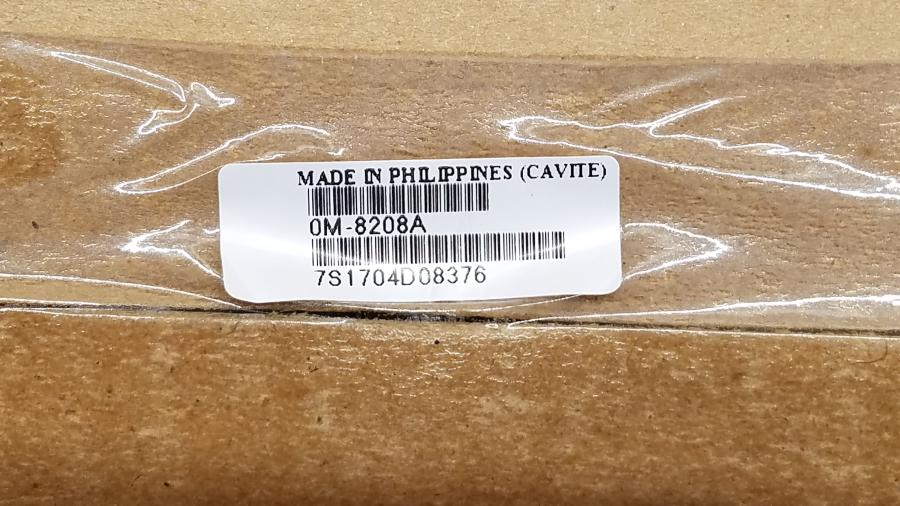 MADE IN PHILIPPINES (CAVITE)
0M-8208A
7S1704D08376